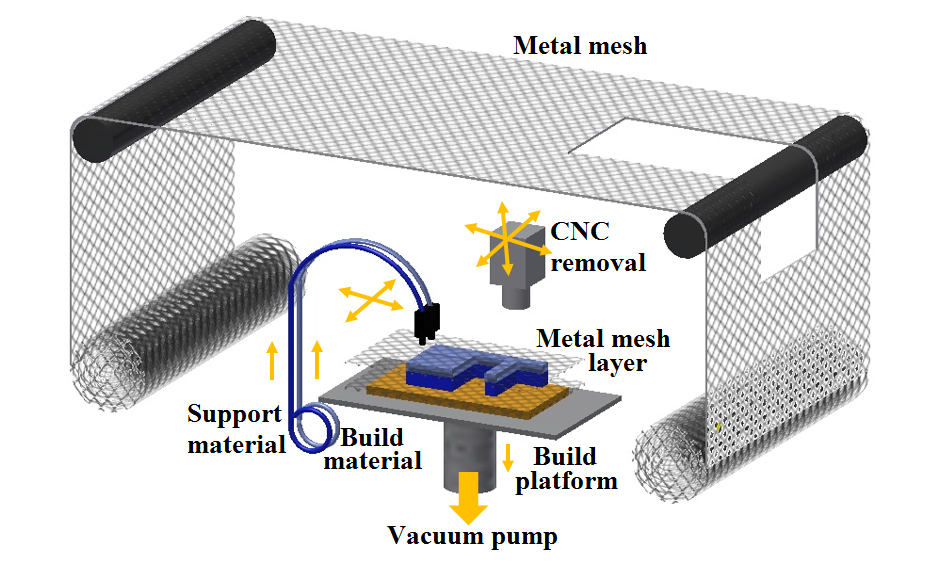 Metal mesh
CNC
removal
Metal mesh
layer
Support
material
Build
material
Build
platform
Vacuum pump